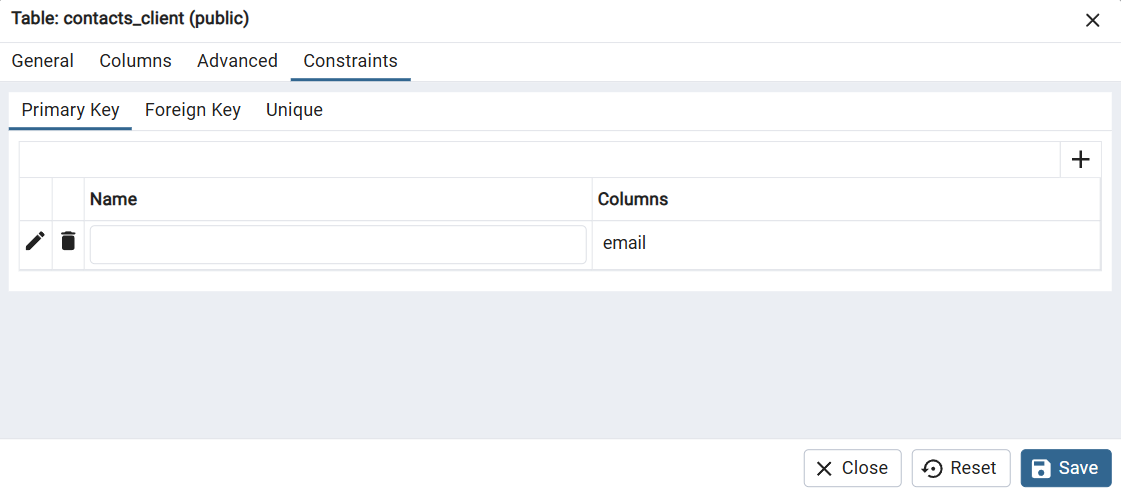 Table: contacts_client (public)
General Columns Advanced Constraints
Primary Key Foreign Key Unique
Name Columns
email
Close Reset Save